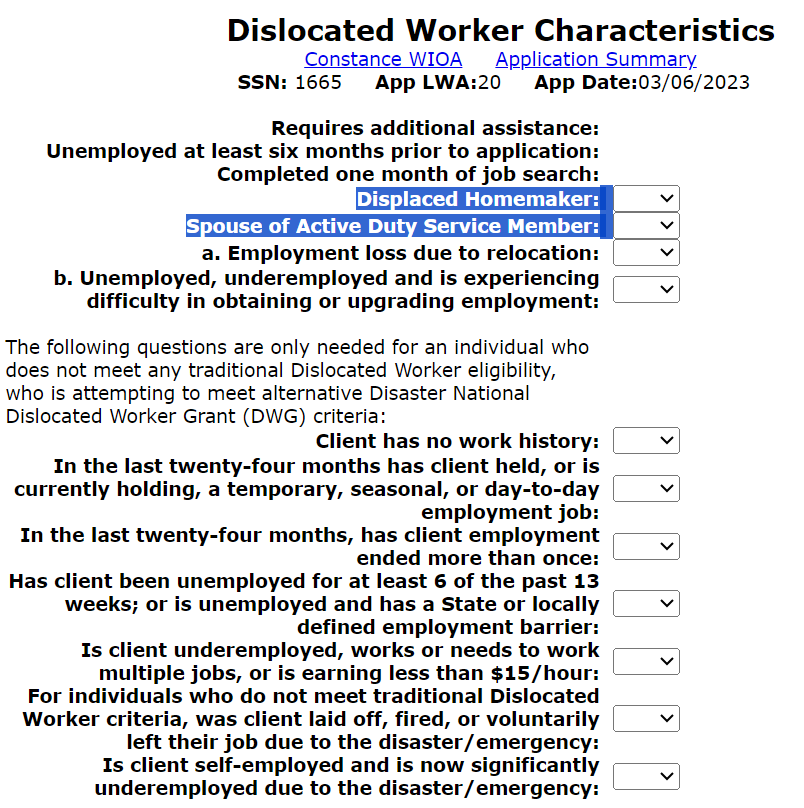 Dislocated Worker Characteristics
Constance WIOA Application Summary
SSN: 1665 App LWA:20 App Date:03/06/2023
Requires additional assistance:
Unemployed at least six months prior to application:
Completed one month of job search:
Displaced Homemaker:
Spouse of Active Duty Service Member:
a. Employment loss due to relocation:
b. Unemployed, underemployed and is experiencing
difficulty in obtaining or upgrading employment:
The following questions are only needed for an individual who
does not meet any traditional Dislocated Worker eligibility,
who is attempting to meet alternative Disaster National
Dislocated Worker Grant (DWG) criteria:
Client has no work history:
In the last twenty-four months has client held, or is
currently holding, a temporary, seasonal, or day-to-day
employment job:
In the last twenty-four months, has client employment
ended more than once:
Has client been unemployed for at least 6 of the past 13
weeks; or is unemployed and has a State or locally
defined employment barrier:
Is client underemployed, works or needs to work
multiple jobs, or is earning less than $15/hour:
For individuals who do not meet traditional Dislocated
Worker criteria, was client laid off, fired, or voluntarily
left their job due to the disaster/emergency:
Is client self-employed and is now significantly
underemployed due to the disaster/emergency: